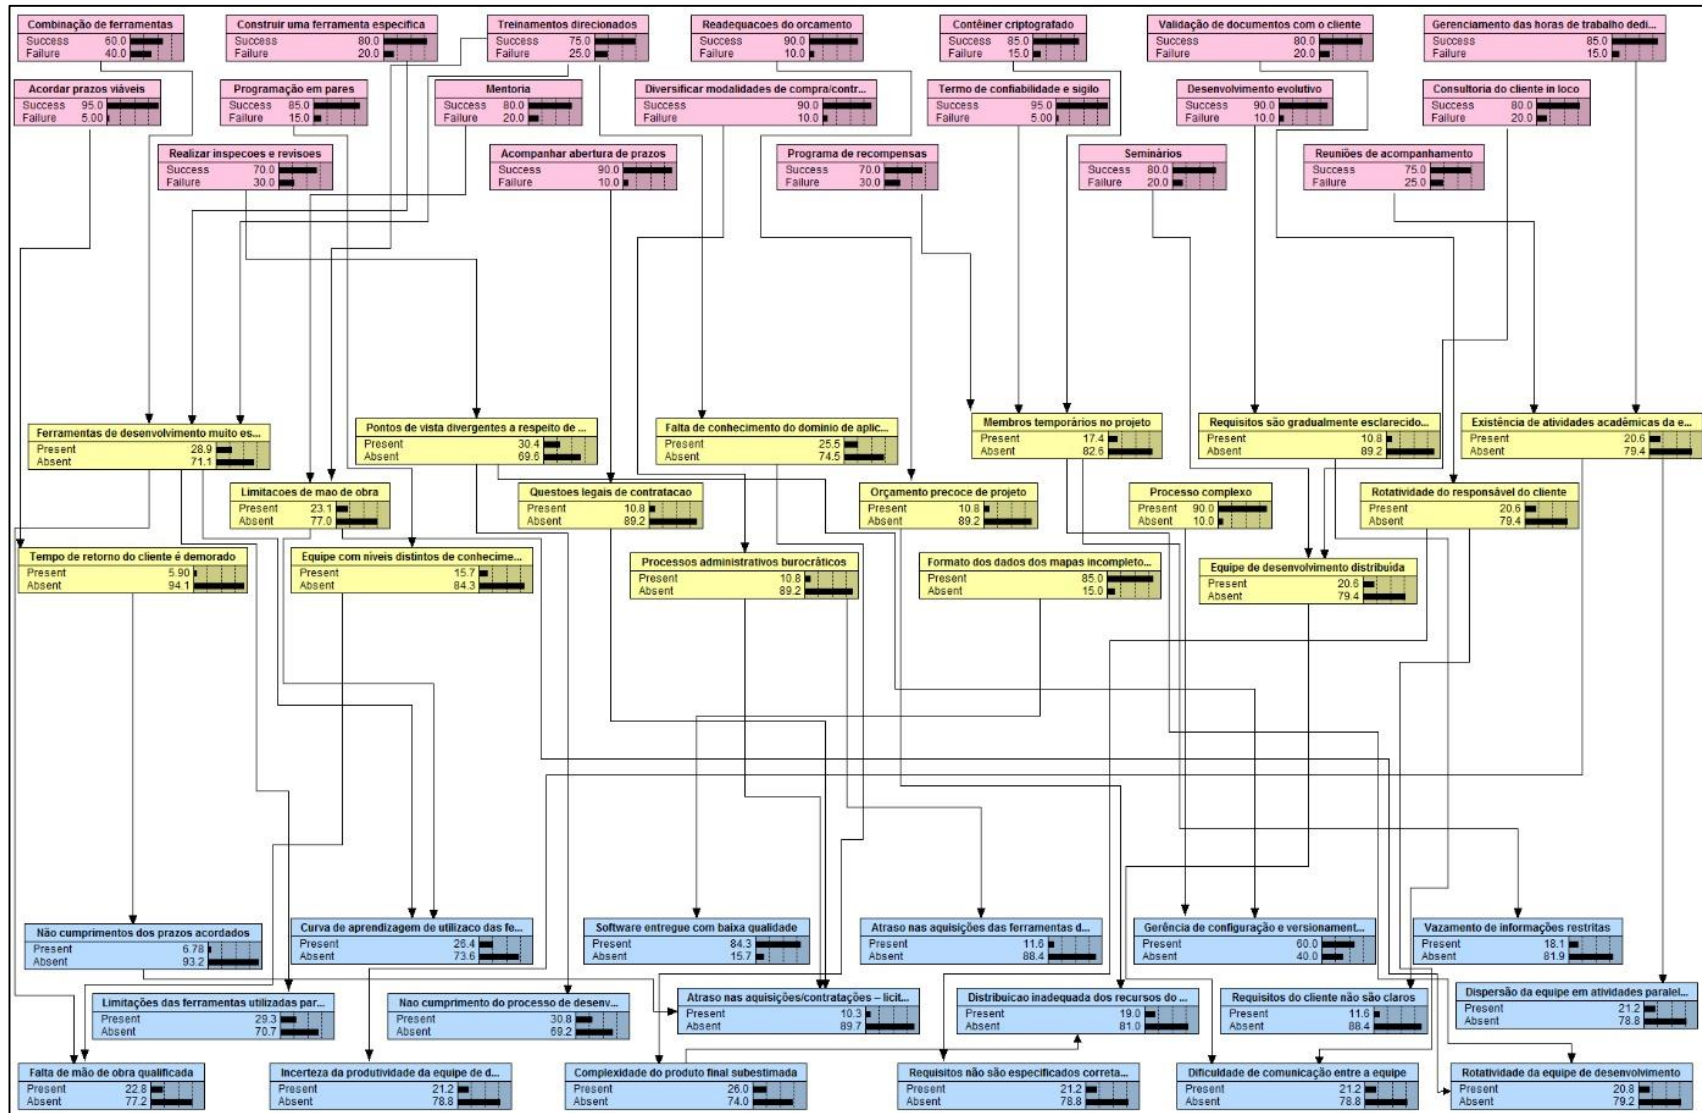 Combinação de ferramentas
Success 60.0
Failure 40.0
Construir uma ferramenta especifica
Success 80.0
Failure 20.0
Treinamentos direcionados
Success 75.0
Failure 25.0
Readequacoes do orcamento
Success 90.0
Failure 10.0
Contêiner criptografado
Success 85.0
Failure 15.0
Validação de documentos com o cliente
Success 80.0
Failure 20.0
Gerenciamento das horas de trabalho dedi...
Success 85.0
Failure 15.0
Acordar prazos viáveis
Success 95.0
Failure 5.00
Programação em pares
Success 85.0
Failure 15.0
Mentoria
Success 80.0
Failure 20.0
Diversificar modalidades de compra/contr...
Success 90.0
Failure 10.0
Termo de confiabilidade e sigilo
Success 95.0
Failure 5.00
Desenvolvimento evolutivo
Success 90.0
Failure 10.0
Consultoria do cliente in loco
Success 80.0
Failure 20.0
Realizar inspecoes e revisoes
Success 70.0
Failure 30.0
Acompanhar abertura de prazos
Success 90.0
Failure 10.0
Programa de recompensas
Success 70.0
Failure 30.0
Seminários
Success 80.0
Failure 20.0
Reuniões de acompanhamento
Success 75.0
Failure 25.0
Ferramentas de desenvolvimento muito es...
Present 28.9
Absent 71.1
Pontos de vista divergentes a respeito de ...
Present 30.4
Absent 69.6
Falta de conhecimento do dominio de aplic...
Present 25.5
Absent 74.5
Membros temporários no projeto
Present 17.4
Absent 82.6
Requisitos são gradualmente esclarecido...
Present 10.8
Absent 89.2
Existência de atividades acadêmicas da e...
Present 20.6
Absent 79.4
Limitacoes de mao de obra
Present 23.1
Absent 77.0
Questoes legais de contratacao
Present 10.8
Absent 89.2
Orçamento precoce de projeto
Present 10.8
Absent 89.2
Processo complexo
Present 90.0
Absent 10.0
Rotatividade do responsável do cliente
Present 20.6
Absent 79.4
Tempo de retorno do cliente é demorado
Present 5.90
Absent 94.1
Equipe com niveis distintos de conhecime...
Present 15.7
Absent 84.3
Processos administrativos burocráticos
Present 10.8
Absent 89.2
Formato dos dados dos mapas incompleto...
Present 85.0
Absent 15.0
Equipe de desenvolvimento distribuída
Present 20.6
Absent 79.4
Não cumprimentos dos prazos acordados
Present 6.78
Absent 93.2
Curva de aprendizagem de utilizaco das fe...
Present 26.4
Absent 73.6
Software entregue com baixa qualidade
Present 84.3
Absent 15.7
Atraso nas aquisições das ferramentas d...
Present 11.6
Absent 88.4
Gerência de configuração e versionament...
Present 60.0
Absent 40.0
Vazamento de informações restritas
Present 18.1
Absent 81.9
Limitações das ferramentas utilizadas par...
Present 29.3
Absent 70.7
Nao cumprimento do processo de desenv...
Present 30.8
Absent 69.2
Atraso nas aquisições/contratações – licit...
Present 10.3
Absent 89.7
Distribuicao inadequada dos recursos do ...
Present 19.0
Absent 81.0
Requisitos do cliente não são claros
Present 11.6
Absent 88.4
Dispersão da equipe em atividades paralel...
Present 21.2
Absent 78.8
Falta de mão de obra qualificada
Present 22.8
Absent 77.2
Incerteza da produtividade da equipe de d...
Present 21.2
Absent 78.8
Complexidade do produto final subestimada
Present 26.0
Absent 74.0
Requisitos não são especificados correta...
Present 21.2
Absent 78.8
Dificuldade de comunicação entre a equipe
Present 21.2
Absent 78.8
Rotatividade da equipe de desenvolvimento
Present 20.8
Absent 79.2